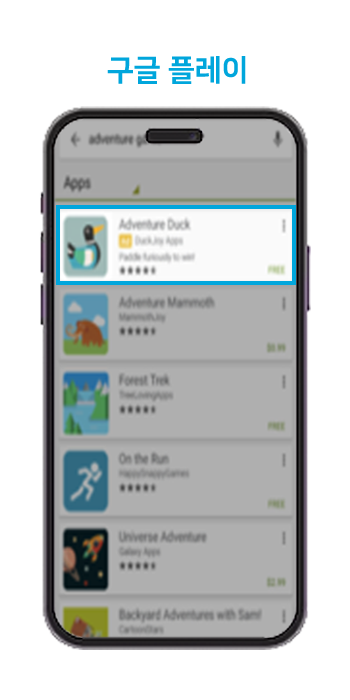 구글 플레이
adventure ga
Apps
Adventure Duck
Ad DuckJoy Apps
Paddle furiously to win!
FREE
Adventure Mammoth
MammothJoy
$0.99
Forest Trek
TreeLovingApps
FREE
On the Run
HappySnappyGames
FREE
Universe Adventure
Galaxy Apps
$2.99
Backyard Adventures with Sam!
CartoonStars